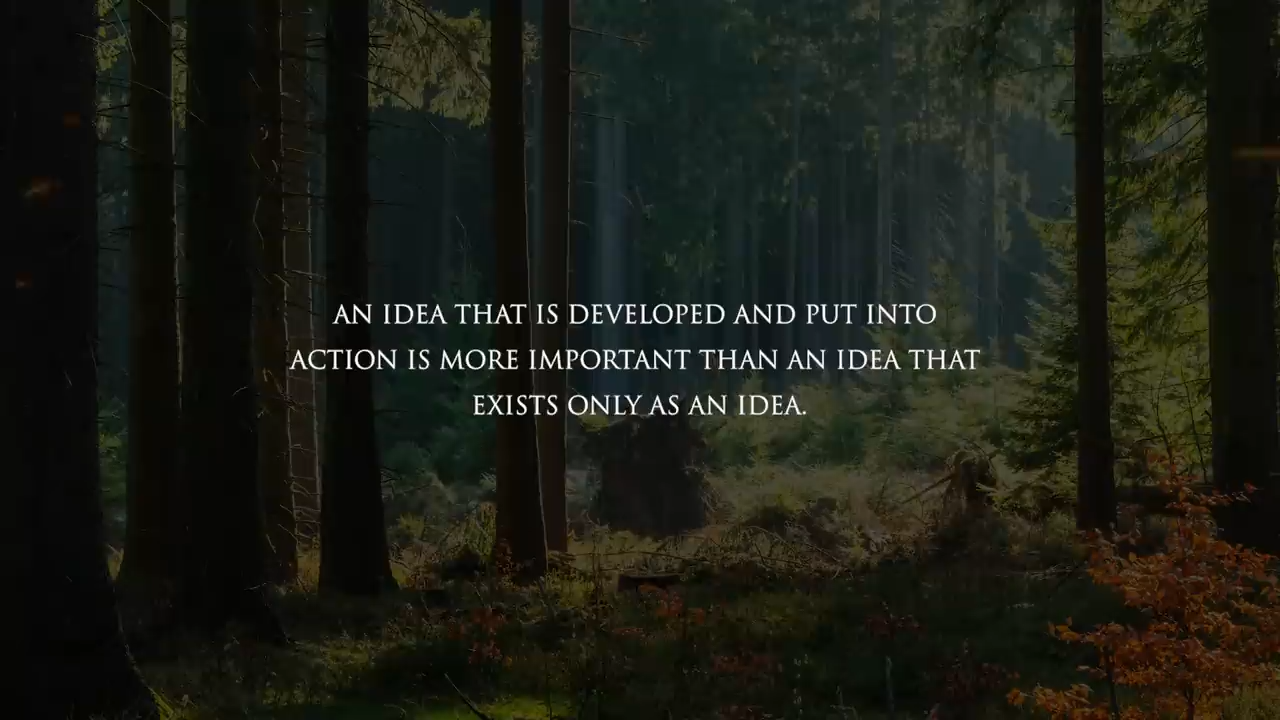 AN IDEA THAT IS DEVELOPED AND PUT INTO
ACTION IS MORE IMPORTANT THAN AN IDEA THAT
EXISTS ONLY AS AN IDEA.